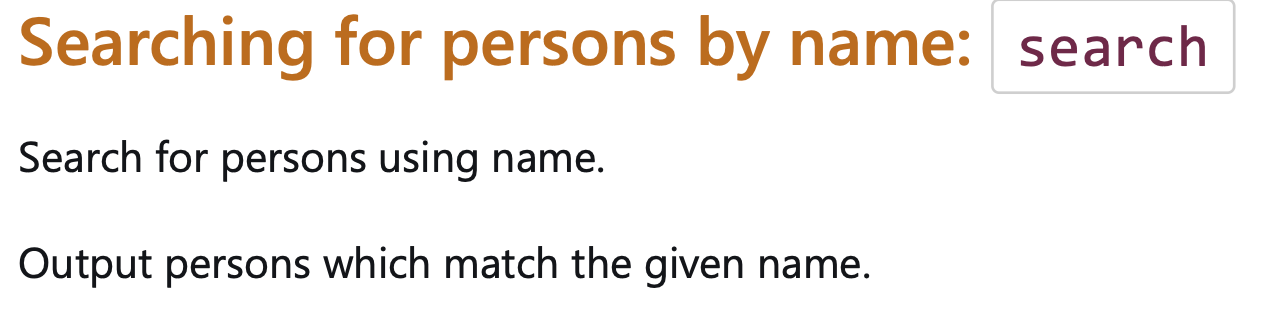 Searching for persons by name: search
Search for persons using name.
Output persons which match the given name.